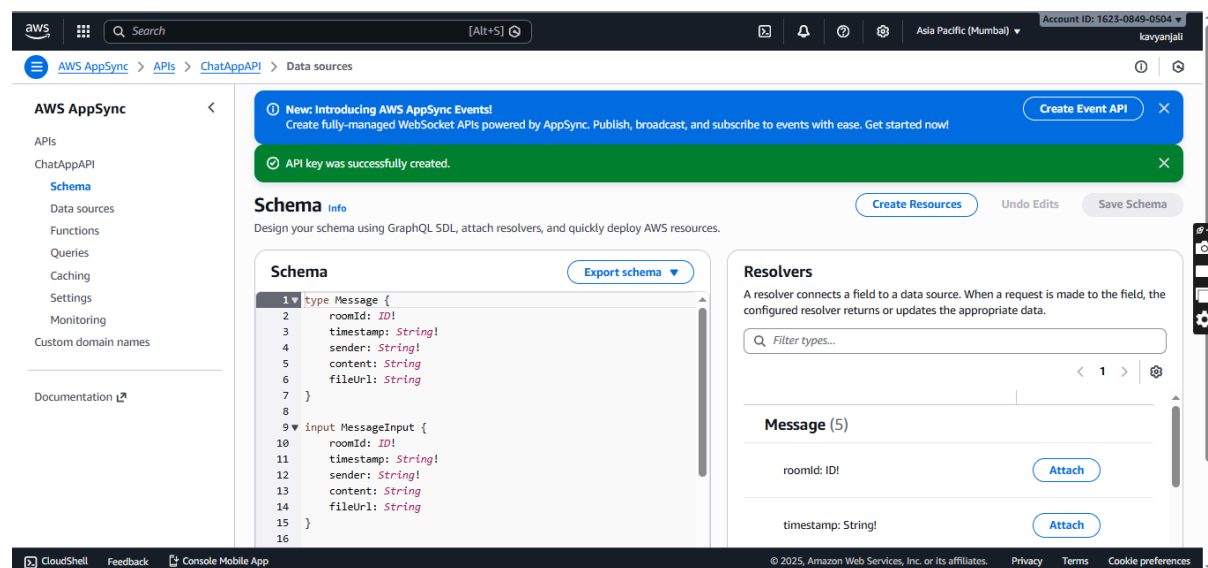 aws
Search
[Alt+S]
Asia Pacific (Mumbai) ▼
Account ID: 1623-0849-0504 ▼
kavyanjali
AWS AppSync > APIs > ChatAppAPI > Data sources
AWS AppSync
APIs
ChatAppAPI
Schema
Data sources
Functions
Queries
Caching
Settings
Monitoring
Custom domain names
Documentation
New: Introducing AWS AppSync Events!
Create fully-managed WebSocket APIs powered by AppSync. Publish, broadcast, and subscribe to events with ease. Get started now!
Create Event API
API key was successfully created.
Schema Info
Design your schema using GraphQL SDL, attach resolvers, and quickly deploy AWS resources.
Create Resources
Undo Edits
Save Schema
Schema
Export schema ▼
1 type Message {
2 roomId: ID!
3 timestamp: String!
4 sender: String!
5 content: String
6 fileUrl: String
7 }
8
9 input MessageInput {
10 roomId: ID!
11 timestamp: String!
12 sender: String!
13 content: String
14 fileUrl: String
15 }
16
Resolvers
A resolver connects a field to a data source. When a request is made to the field, the
configured resolver returns or updates the appropriate data.
Filter types...
< 1 >
Message (5)
roomId: ID!
Attach
timestamp: String!
Attach
CloudShell Feedback Console Mobile App
© 2025, Amazon Web Services, Inc. or its affiliates. Privacy Terms Cookie preferences